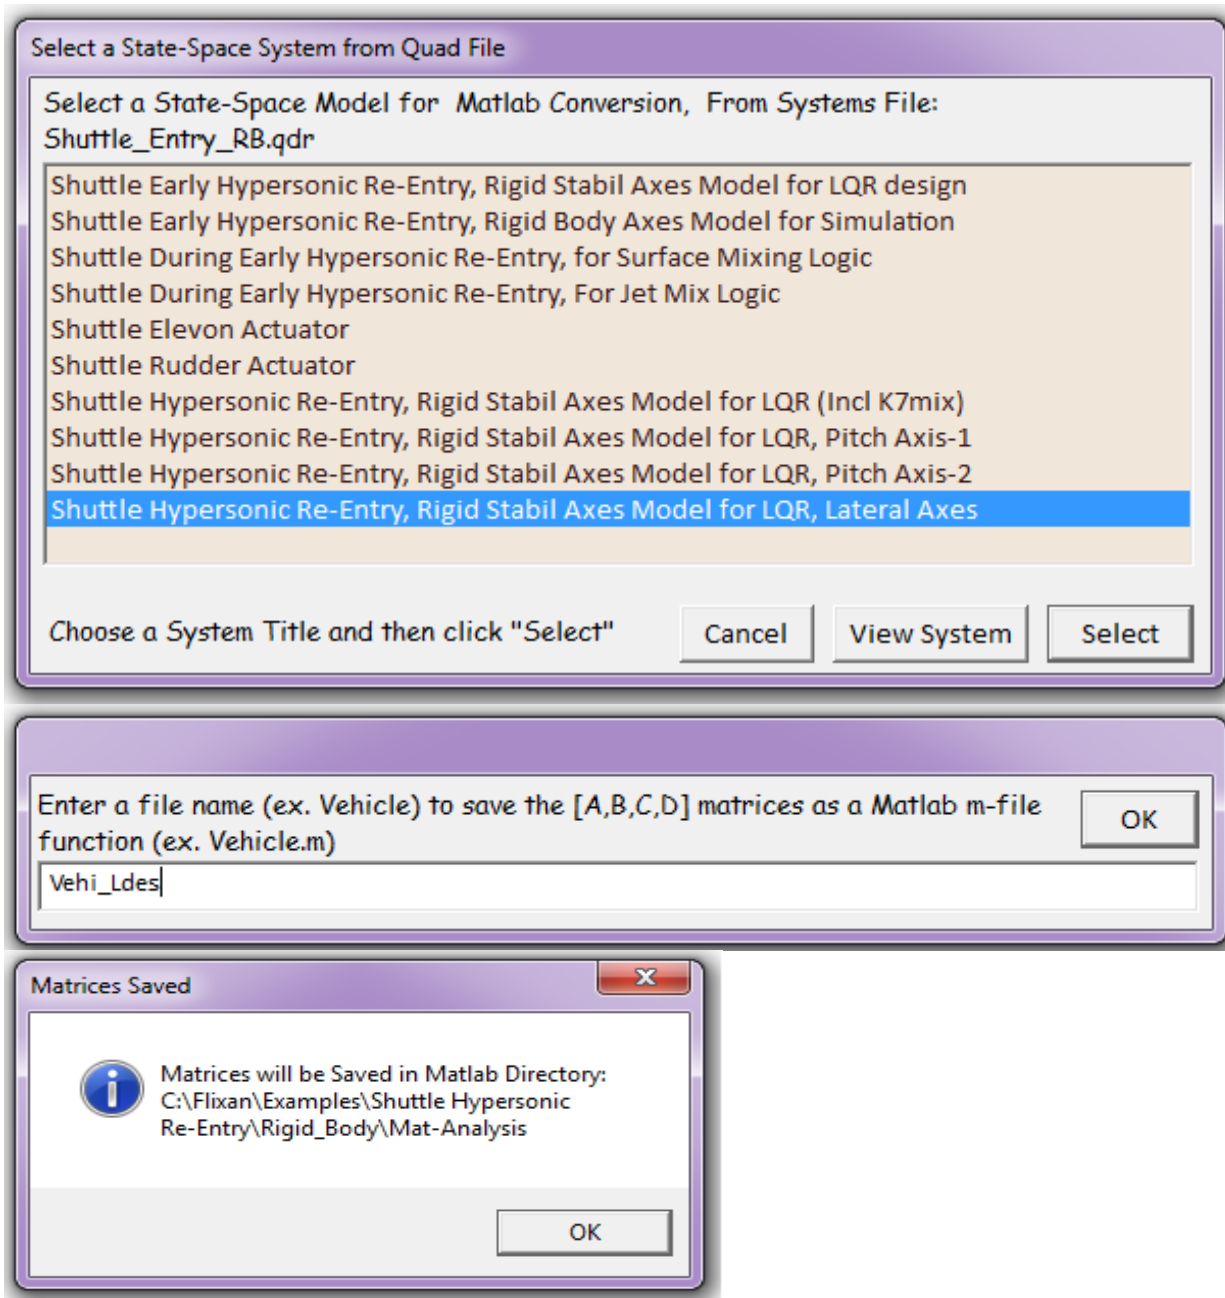 Select a State-Space System from Quad File
Select a State-Space Model for Matlab Conversion, From Systems File:
Shuttle_Entry_RB.qdr
Shuttle Early Hypersonic Re-Entry, Rigid Stabil Axes Model for LQR design
Shuttle Early Hypersonic Re-Entry, Rigid Body Axes Model for Simulation
Shuttle During Early Hypersonic Re-Entry, for Surface Mixing Logic
Shuttle During Early Hypersonic Re-Entry, For Jet Mix Logic
Shuttle Elevon Actuator
Shuttle Rudder Actuator
Shuttle Hypersonic Re-Entry, Rigid Stabil Axes Model for LQR (Incl K7mix)
Shuttle Hypersonic Re-Entry, Rigid Stabil Axes Model for LQR, Pitch Axis-1
Shuttle Hypersonic Re-Entry, Rigid Stabil Axes Model for LQR, Pitch Axis-2
Shuttle Hypersonic Re-Entry, Rigid Stabil Axes Model for LQR, Lateral Axes
Choose a System Title and then click "Select" Cancel View System Select
Enter a file name (ex. Vehicle) to save the [A,B,C,D] matrices as a Matlab m-file
function (ex. Vehicle.m)
OK
Vehi_Ldes
Matrices Saved
Matrices will be Saved in Matlab Directory:
C:\Flixan\Examples\Shuttle Hypersonic
Re-Entry\Rigid_Body\Mat-Analysis
OK